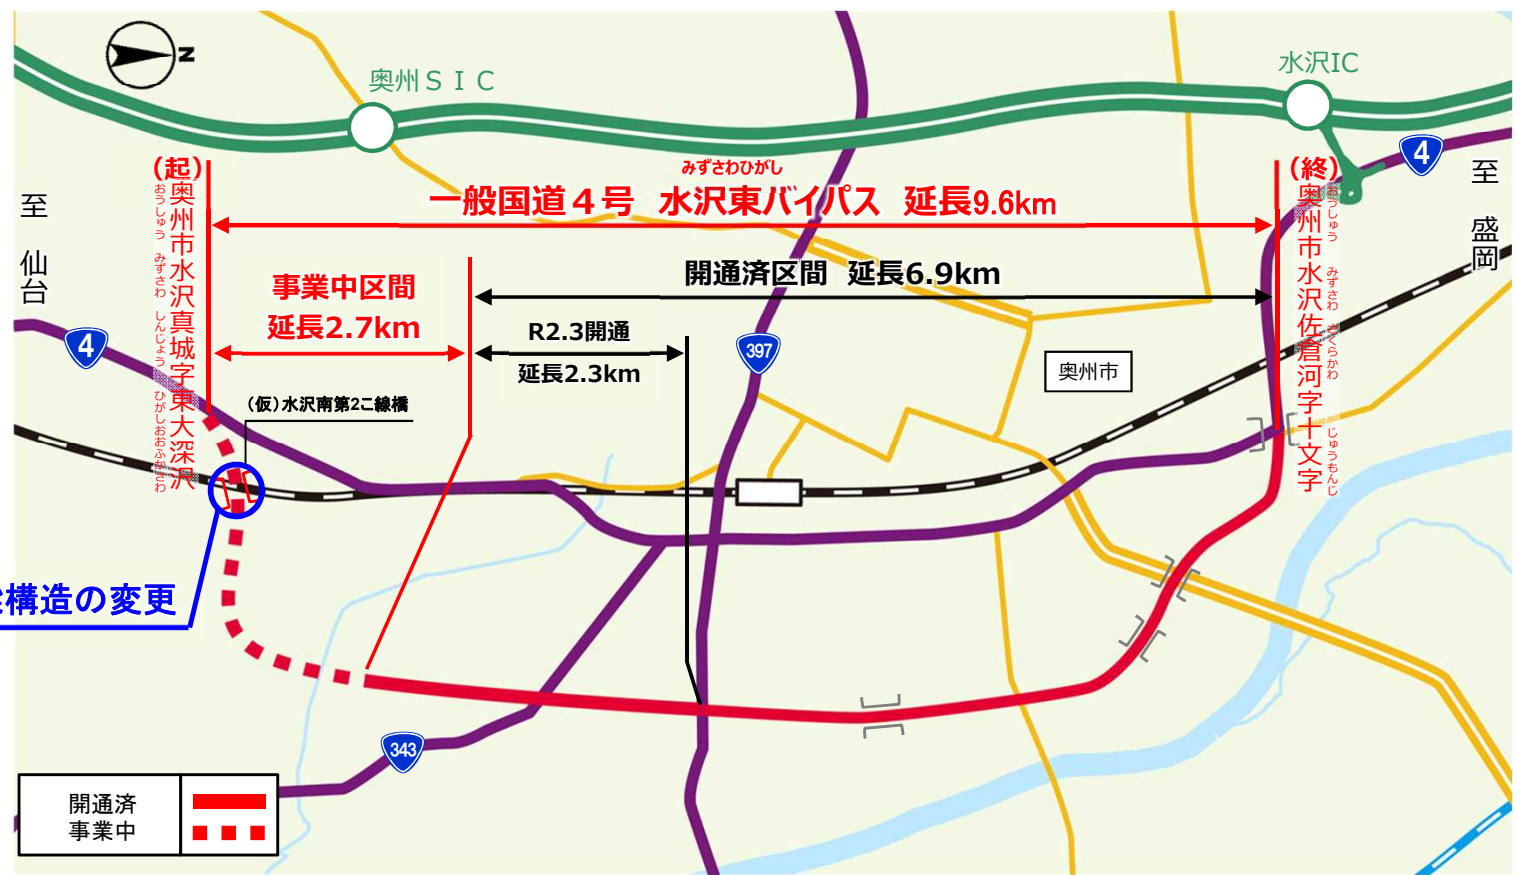 N
奥州ＳＩＣ
水沢IC
4
至 仙台
至 盛岡
（起）
奥州市水沢真城字東大深沢
おうしゅう みずさわ しんじょう ひがしおおふかさわ
（終）
奥州市水沢佐倉河字十文字
おうしゅう みずさわ さくらかわ じゅうもんじ
みずさわひがし
一般国道４号 水沢東バイパス 延長9.6km
事業中区間
延長2.7km
開通済区間 延長6.9km
R2.3開通
延長2.3km
4
397
奥州市
（仮）水沢南第2こ線橋
構造の変更
343
開通済
事業中